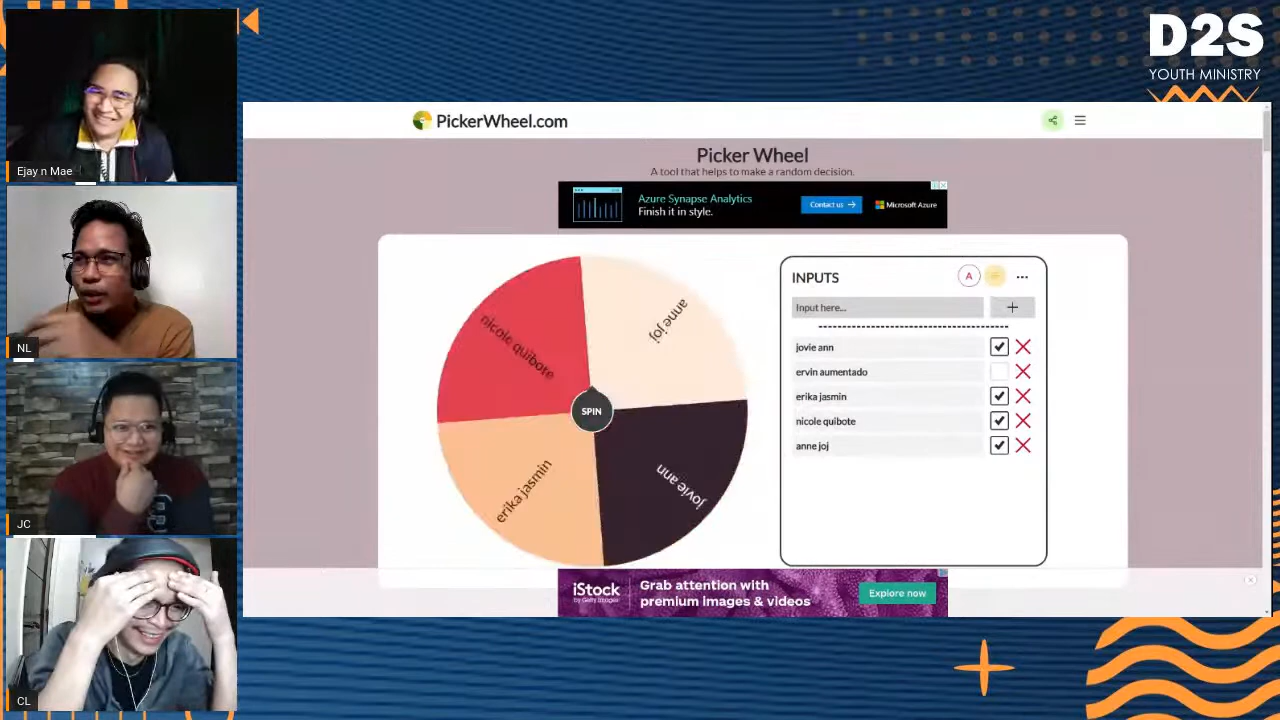 D2S
YOUTH MINISTRY
Ejay n Mae
NL
JC
CL
PickerWheel.com
Picker Wheel
A tool that helps to make a random decision.
Azure Synapse Analytics
Finish it in style.
Contact us →
Microsoft Azure
nicole quibote
anne joj
erika jasmin
jovie ann
SPIN
INPUTS
A
Input here...
+
jovie ann
ervin aumentado
erika jasmin
nicole quibote
anne joj
iStock
by Getty Images
Grab attention with
premium images & videos
Explore now